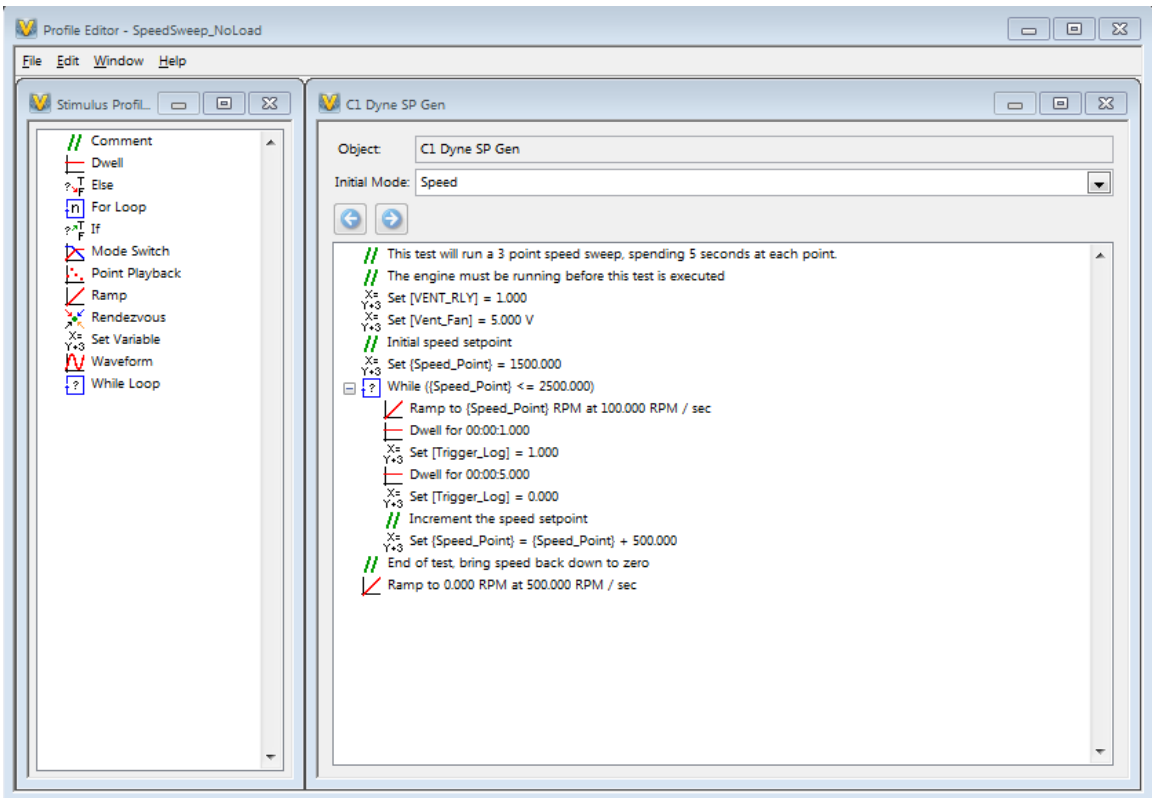 Profile Editor - SpeedSweep_NoLoad
File Edit Window Help
Stimulus Profil...
// Comment
Dwell
Else
For Loop
If
Mode Switch
Point Playback
Ramp
Rendezvous
Set Variable
Waveform
While Loop
C1 Dyne SP Gen
Object: C1 Dyne SP Gen
Initial Mode: Speed
// This test will run a 3 point speed sweep, spending 5 seconds at each point.
// The engine must be running before this test is executed
X= Y+3 Set [VENT_RLY] = 1.000
X= Y+3 Set [Vent_Fan] = 5.000 V
// Initial speed setpoint
X= Y+3 Set {Speed_Point} = 1500.000
? While ({Speed_Point} <= 2500.000)
Ramp to {Speed_Point} RPM at 100.000 RPM / sec
Dwell for 00:00:1.000
X= Y+3 Set [Trigger_Log] = 1.000
Dwell for 00:00:5.000
X= Y+3 Set [Trigger_Log] = 0.000
// Increment the speed setpoint
X= Y+3 Set {Speed_Point} = {Speed_Point} + 500.000
// End of test, bring speed back down to zero
Ramp to 0.000 RPM at 500.000 RPM / sec